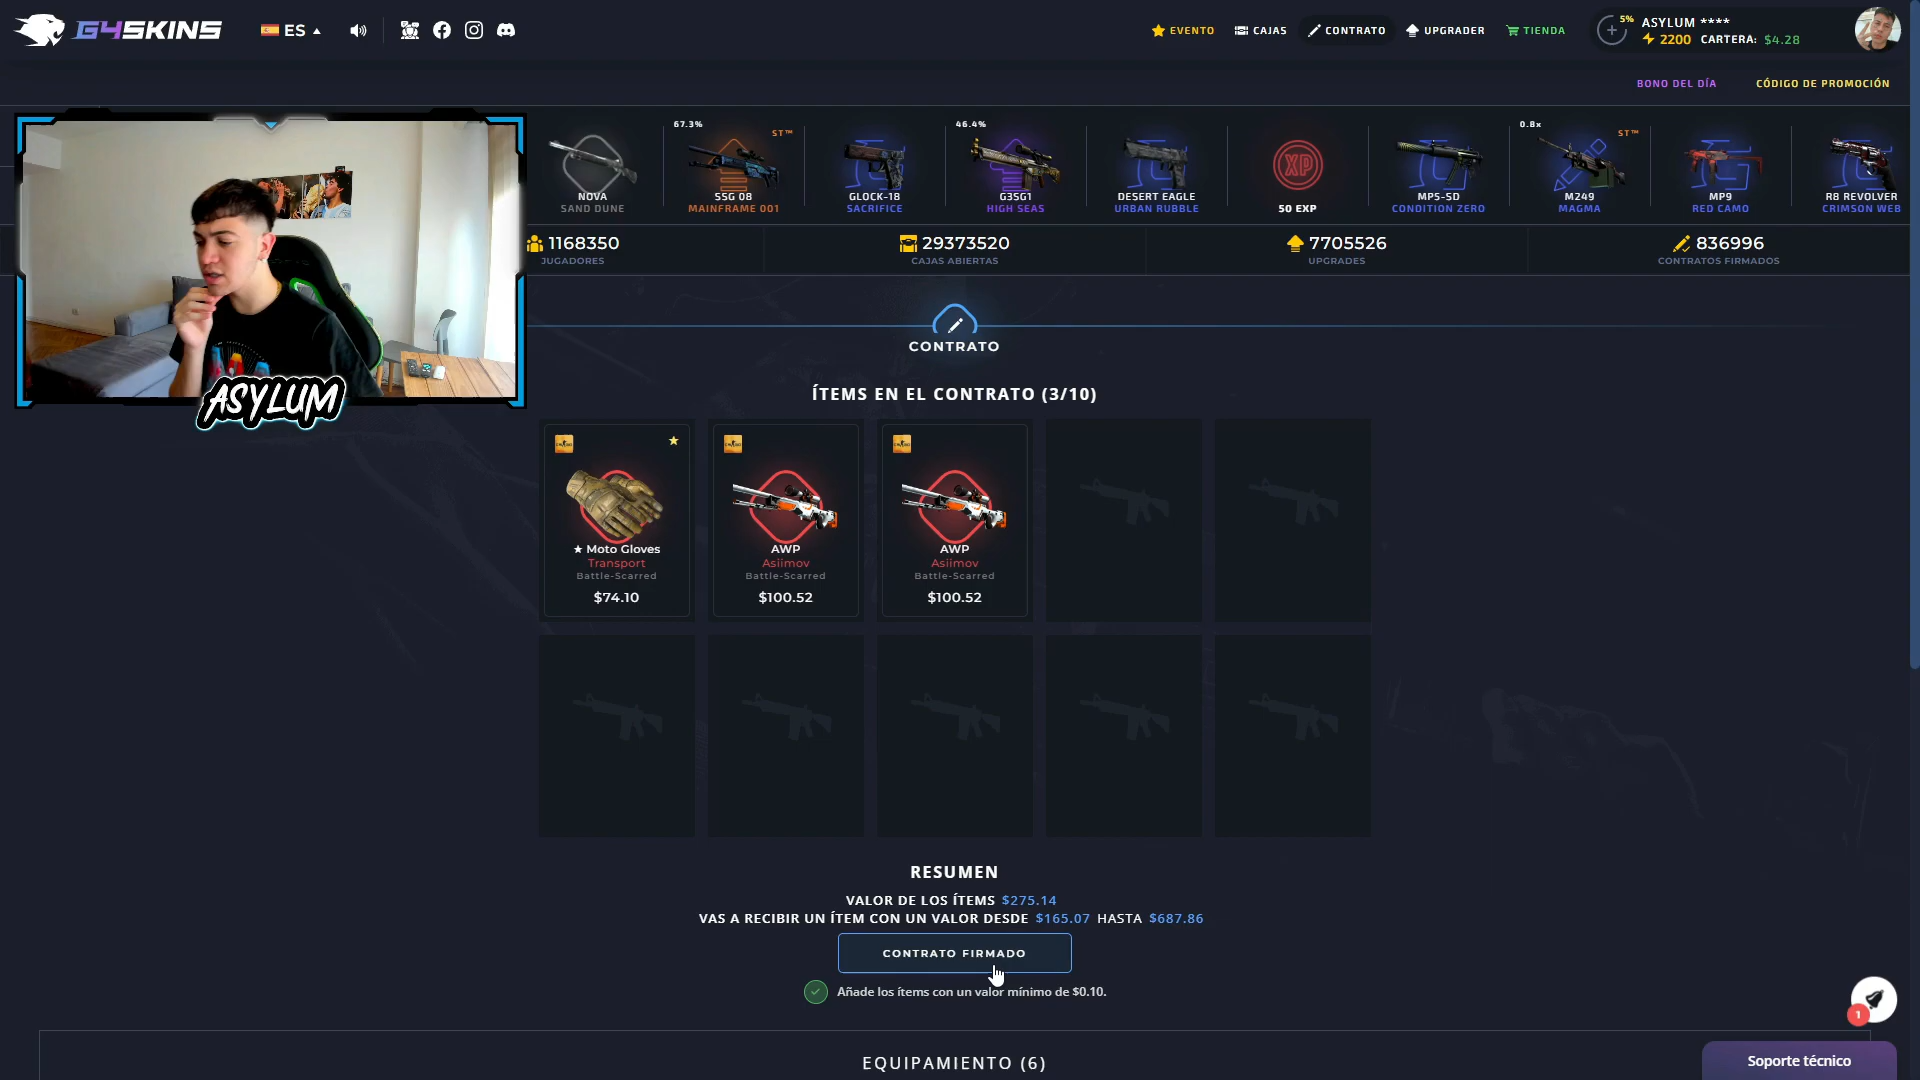 G4SKINS
ES
EVENTO
CAJAS
CONTRATO
UPGRADER
TIENDA
5%
ASYLUM ****
2200 CARTERA: $4.28
BONO DEL DÍA
CÓDIGO DE PROMOCIÓN
NOVA
SAND DUNE
67.3%
ST™
SSG 08
MAINFRAME 001
GLOCK-18
SACRIFICE
46.4%
G3SG1
HIGH SEAS
DESERT EAGLE
URBAN RUBBLE
XP
50 EXP
MP5-SD
CONDITION ZERO
0.8x
ST™
M249
MAGMA
MP9
RED CAMO
R8 REVOLVER
CRIMSON WEB
1168350
JUGADORES
29373520
CAJAS ABIERTAS
7705526
UPGRADES
836996
CONTRATOS FIRMADOS
ASYLUM
CONTRATO
ÍTEMS EN EL CONTRATO (3/10)
★ Moto Gloves
Transport
Battle-Scarred
$74.10
AWP
Asiimov
Battle-Scarred
$100.52
AWP
Asiimov
Battle-Scarred
$100.52
RESUMEN
VALOR DE LOS ÍTEMS $275.14
VAS A RECIBIR UN ÍTEM CON UN VALOR DESDE $165.07 HASTA $687.86
CONTRATO FIRMADO
Añade los ítems con un valor mínimo de $0.10.
1
EQUIPAMIENTO (6)
Soporte técnico